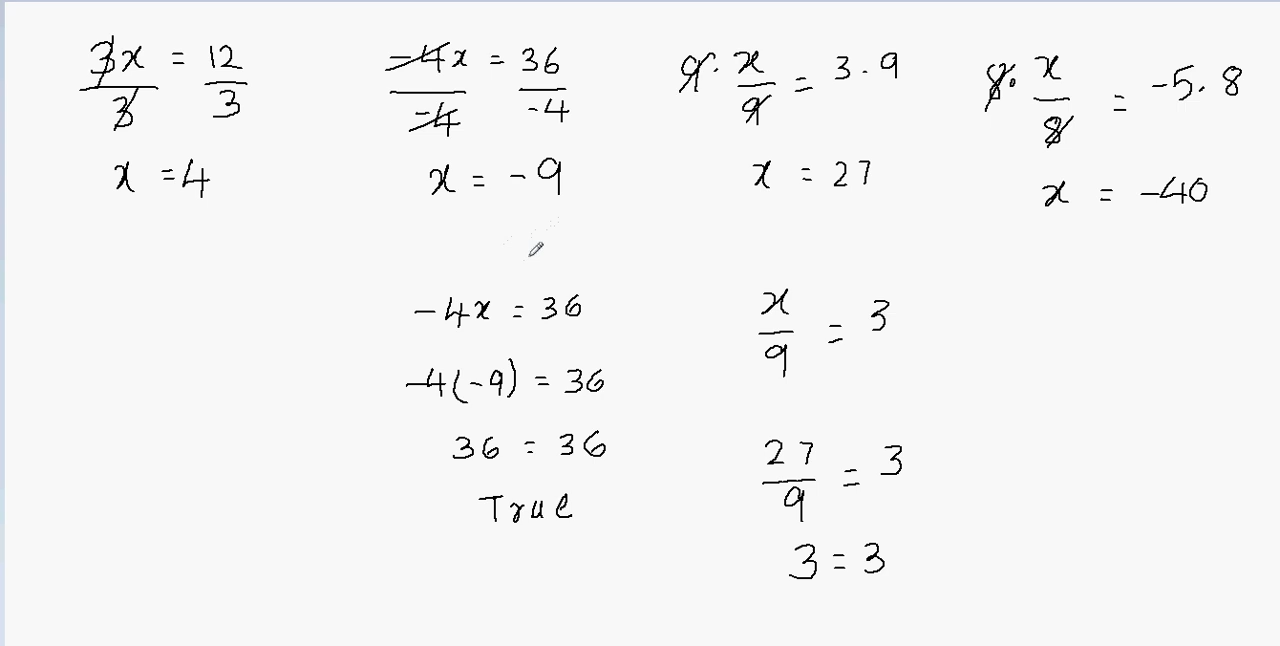 3x/3 = 12/3
x = 4
-4x/-4 = 36/-4
x = -9
9 · x/9 = 3 · 9
x = 27
8 · x/8 = -5 · 8
x = -40
-4x = 36
-4(-9) = 36
36 = 36
True
x/9 = 3
27/9 = 3
3 = 3